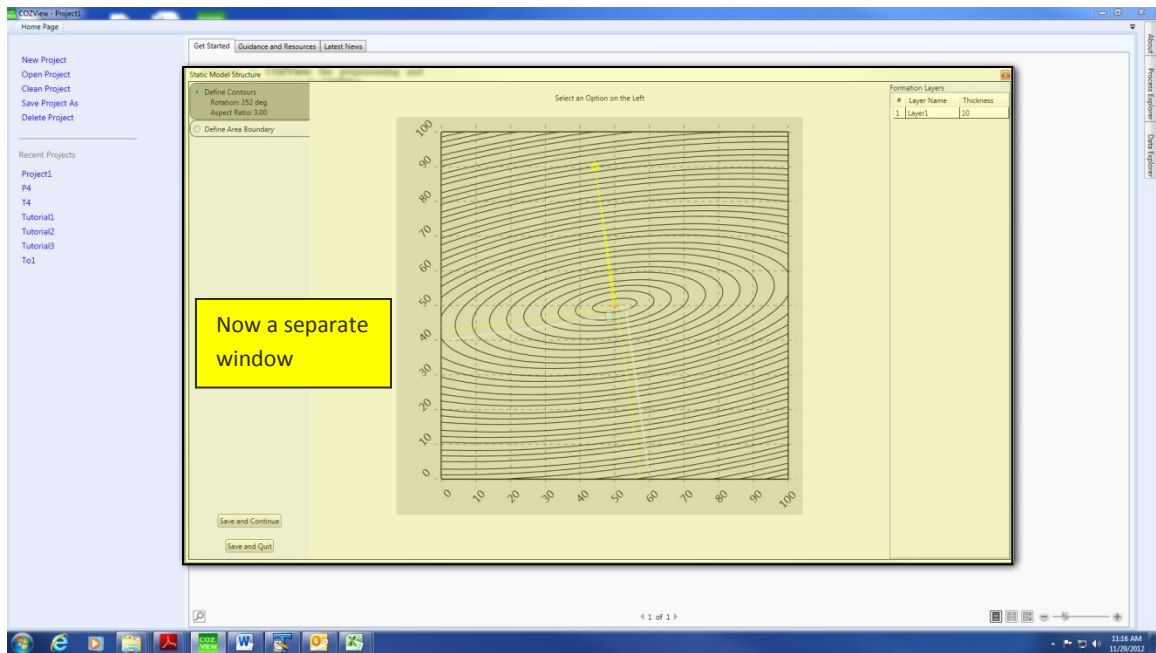 COZView - Project1
Home Page
New Project
Open Project
Clean Project
Save Project As
Delete Project
Recent Projects
Project1
P4
T4
Tutorial1
Tutorial2
Tutorial3
To1
Get Started Guidance and Resources Latest News
Static Model Structure
Define Contours
Rotation: 352 deg
Aspect Ratio: 3.00
Define Area Boundary
Select an Option on the Left
100
90
80
70
60
50
40
30
20
10
0
0 10 20 30 40 50 60 70 80 90 100
Now a separate
window
Save and Continue
Save and Quit
Formation Layers
# Layer Name Thickness
1 Layer1 10
About
Process Explorer
Data Explorer
1 of 1
COZ
VIEW
11:16 AM
11/29/2012